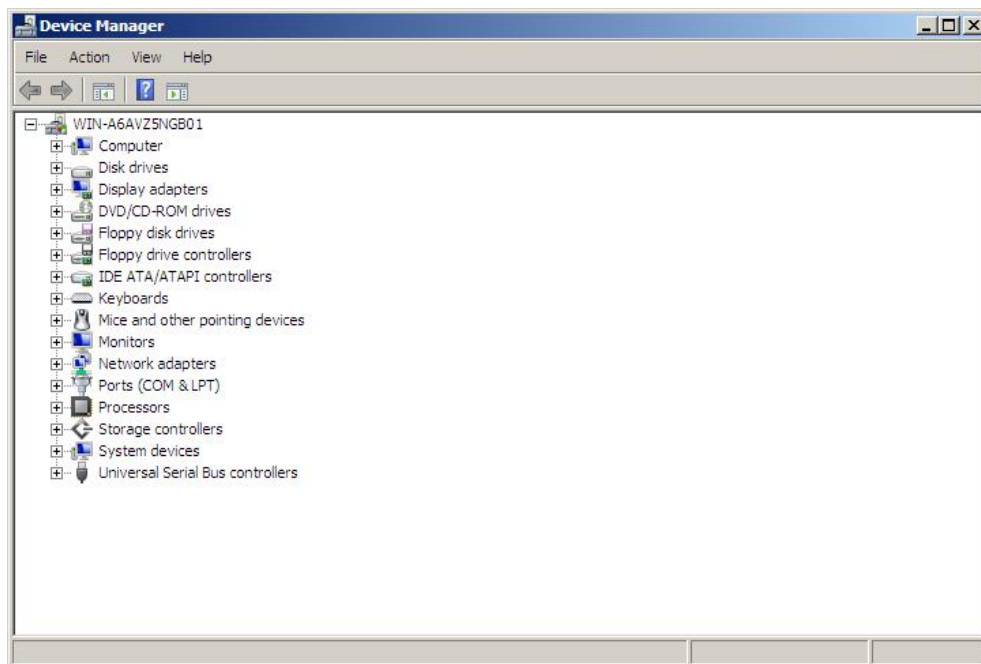 Device Manager
File Action View Help
WIN-A6AVZ5NGB01
Computer
Disk drives
Display adapters
DVD/CD-ROM drives
Floppy disk drives
Floppy drive controllers
IDE ATA/ATAPI controllers
Keyboards
Mice and other pointing devices
Monitors
Network adapters
Ports (COM & LPT)
Processors
Storage controllers
System devices
Universal Serial Bus controllers